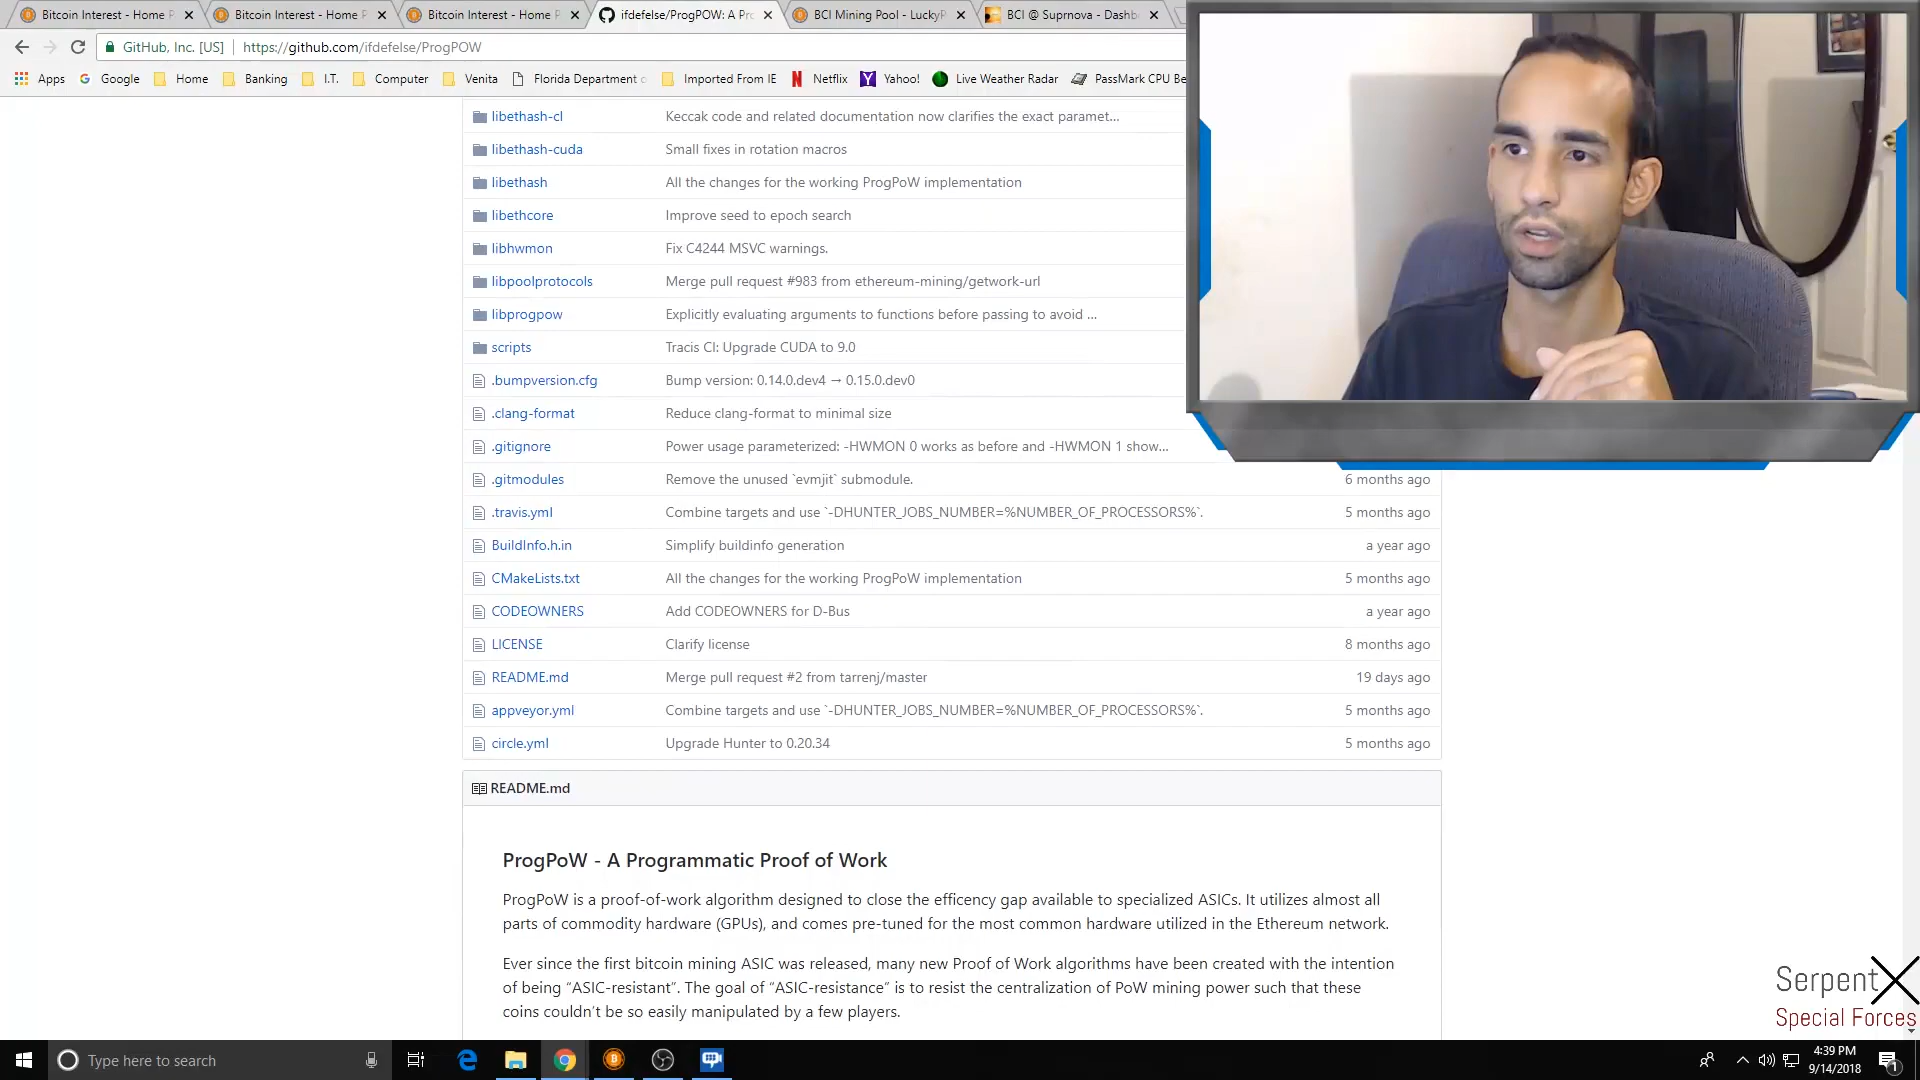 Bitcoin Interest - Home P
Bitcoin Interest - Home P
Bitcoin Interest - Home P
ifdefelse/ProgPOW: A Pro
BCI Mining Pool - LuckyP
BCI @ Suprnova - Dashb
GitHub, Inc. [US]
https://github.com/ifdefelse/ProgPOW
Apps
Google
Home
Banking
I.T.
Computer
Venita
Florida Department o
Imported From IE
Netflix
Yahoo!
Live Weather Radar
PassMark CPU Be
libethash-cl
Keccak code and related documentation now clarifies the exact paramet...
libethash-cuda
Small fixes in rotation macros
libethash
All the changes for the working ProgPoW implementation
libethcore
Improve seed to epoch search
libhwmon
Fix C4244 MSVC warnings.
libpoolprotocols
Merge pull request #983 from ethereum-mining/getwork-url
libprogpow
Explicitly evaluating arguments to functions before passing to avoid ...
scripts
Tracis CI: Upgrade CUDA to 9.0
.bumpversion.cfg
Bump version: 0.14.0.dev4 → 0.15.0.dev0
.clang-format
Reduce clang-format to minimal size
.gitignore
Power usage parameterized: -HWMON 0 works as before and -HWMON 1 show...
.gitmodules
Remove the unused `evmjit` submodule.
6 months ago
.travis.yml
Combine targets and use `-DHUNTER_JOBS_NUMBER=%NUMBER_OF_PROCESSORS%`.
5 months ago
BuildInfo.h.in
Simplify buildinfo generation
a year ago
CMakeLists.txt
All the changes for the working ProgPoW implementation
5 months ago
CODEOWNERS
Add CODEOWNERS for D-Bus
a year ago
LICENSE
Clarify license
8 months ago
README.md
Merge pull request #2 from tarrenj/master
19 days ago
appveyor.yml
Combine targets and use `-DHUNTER_JOBS_NUMBER=%NUMBER_OF_PROCESSORS%`.
5 months ago
circle.yml
Upgrade Hunter to 0.20.34
5 months ago
README.md
ProgPoW - A Programmatic Proof of Work
ProgPoW is a proof-of-work algorithm designed to close the efficency gap available to specialized ASICs. It utilizes almost all
parts of commodity hardware (GPUs), and comes pre-tuned for the most common hardware utilized in the Ethereum network.
Ever since the first bitcoin mining ASIC was released, many new Proof of Work algorithms have been created with the intention
of being “ASIC-resistant”. The goal of “ASIC-resistance” is to resist the centralization of PoW mining power such that these
coins couldn't be so easily manipulated by a few players.
SerpentX
Special Forces
Type here to search
4:39 PM
9/14/2018
1